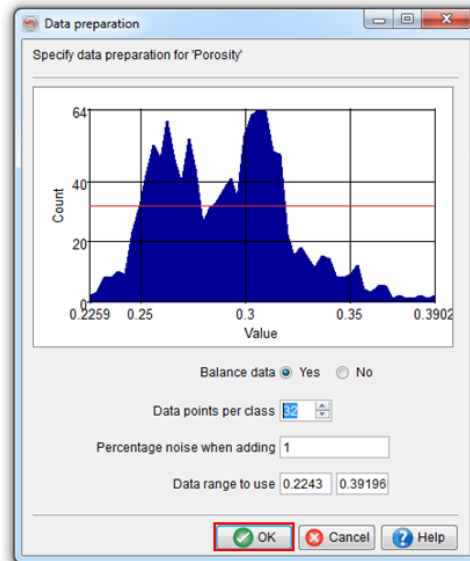 Data preparation
Specify data preparation for 'Porosity'
64
40
20
0
Count
0.2259 0.25 0.3 0.35 0.3902
Value
Balance data Yes No
Data points per class 32
Percentage noise when adding 1
Data range to use 0.2243 0.39196
OK Cancel Help